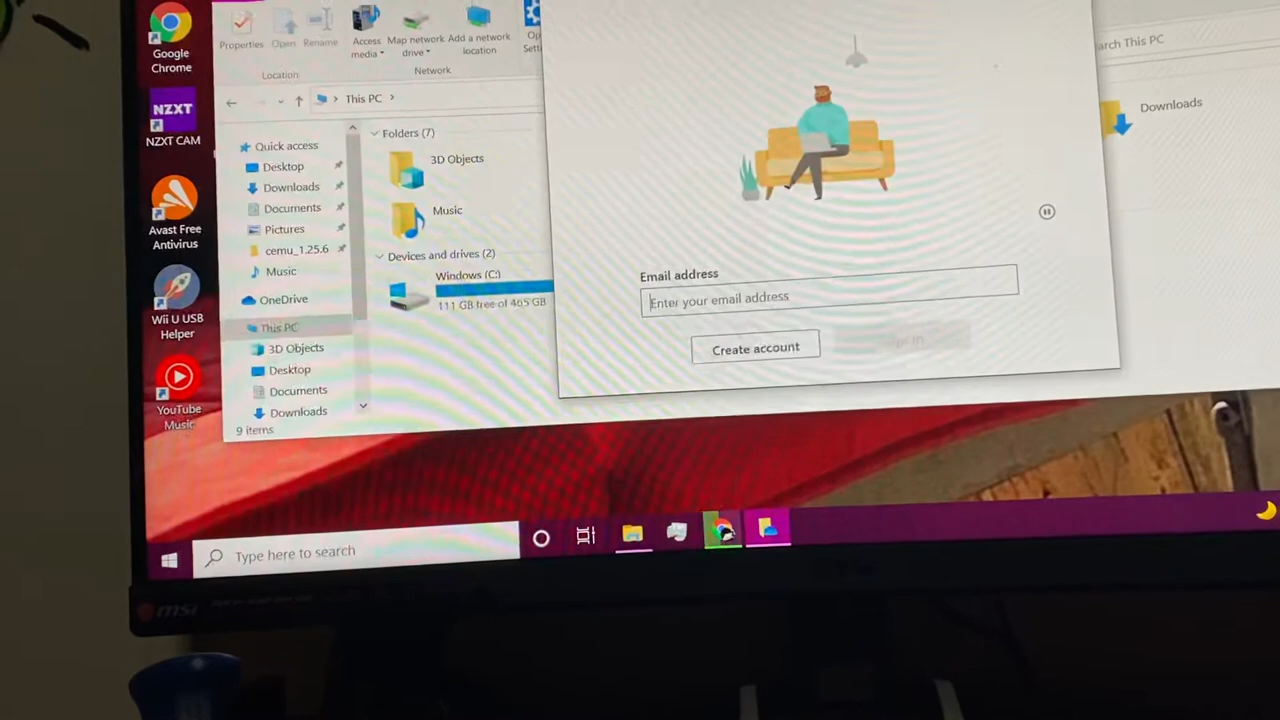 Google
Chrome
NZXT
NZXT CAM
Avast Free
Antivirus
Wii U USB
Helper
YouTube
Music
Properties
Open
Rename
Access
media
Map network
drive
Add a network
location
Location
Network
This PC
Quick access
Desktop
Downloads
Documents
Pictures
cemu_1.25.6
Music
OneDrive
This PC
3D Objects
Desktop
Documents
Downloads
9 items
Folders (7)
3D Objects
Music
Devices and drives (2)
Windows (C:)
111 GB free of 465 GB
Email address
Enter your email address
Create account
arch This PC
Downloads
Type here to search
msi